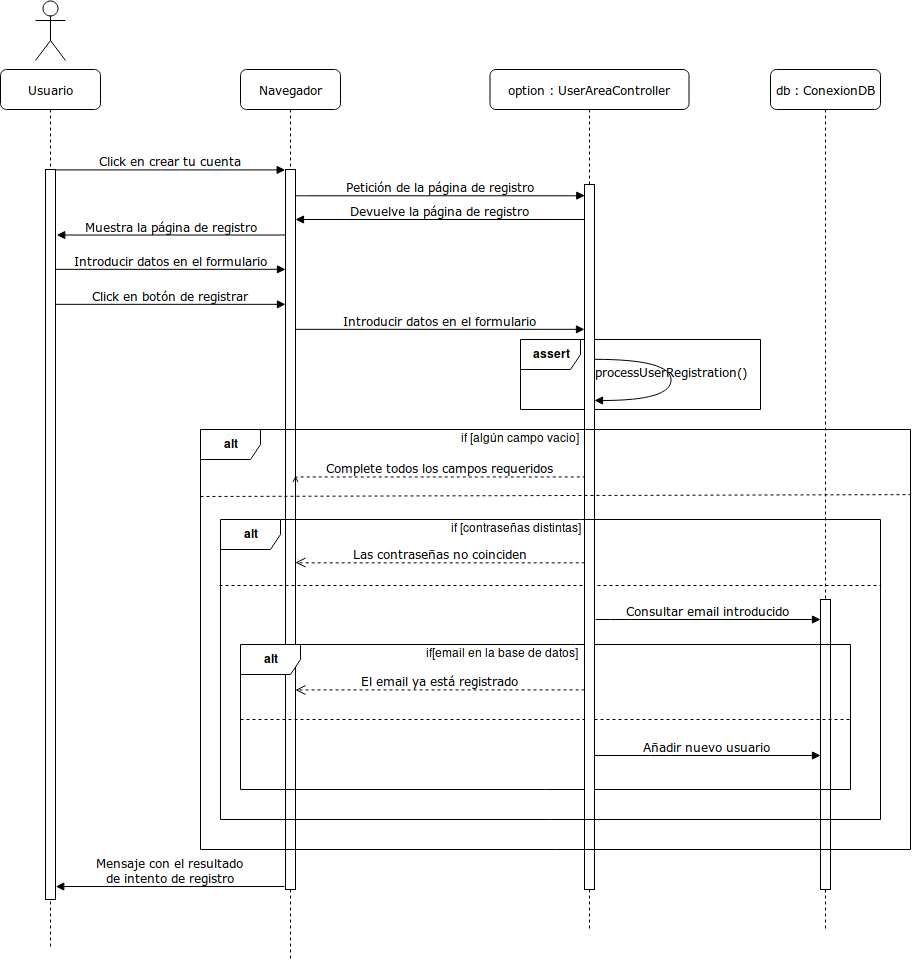 Usuario
Navegador
option : UserAreaController
db : ConexionDB
Click en crear tu cuenta
Petición de la página de registro
Devuelve la página de registro
Muestra la página de registro
Introducir datos en el formulario
Click en botón de registrar
Introducir datos en el formulario
assert
processUserRegistration()
alt
if [algún campo vacio]
Complete todos los campos requeridos
alt
if [contraseñas distintas]
Las contraseñas no coinciden
Consultar email introducido
alt
if[email en la base de datos]
El email ya está registrado
Añadir nuevo usuario
Mensaje con el resultado
de intento de registro